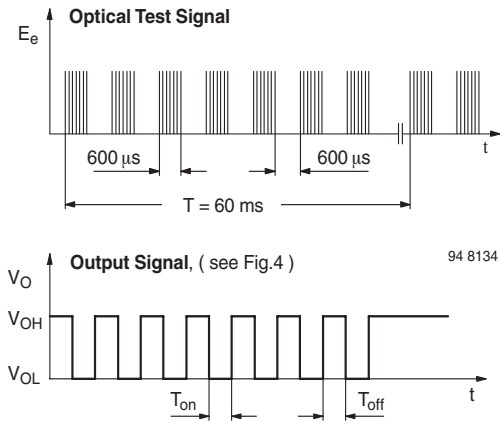 Optical Test Signal
Ee
600 µs
600 µs
t
T = 60 ms
Output Signal, ( see Fig.4 )
94 8134
VO
VOH
VOL
Ton
Toff
t